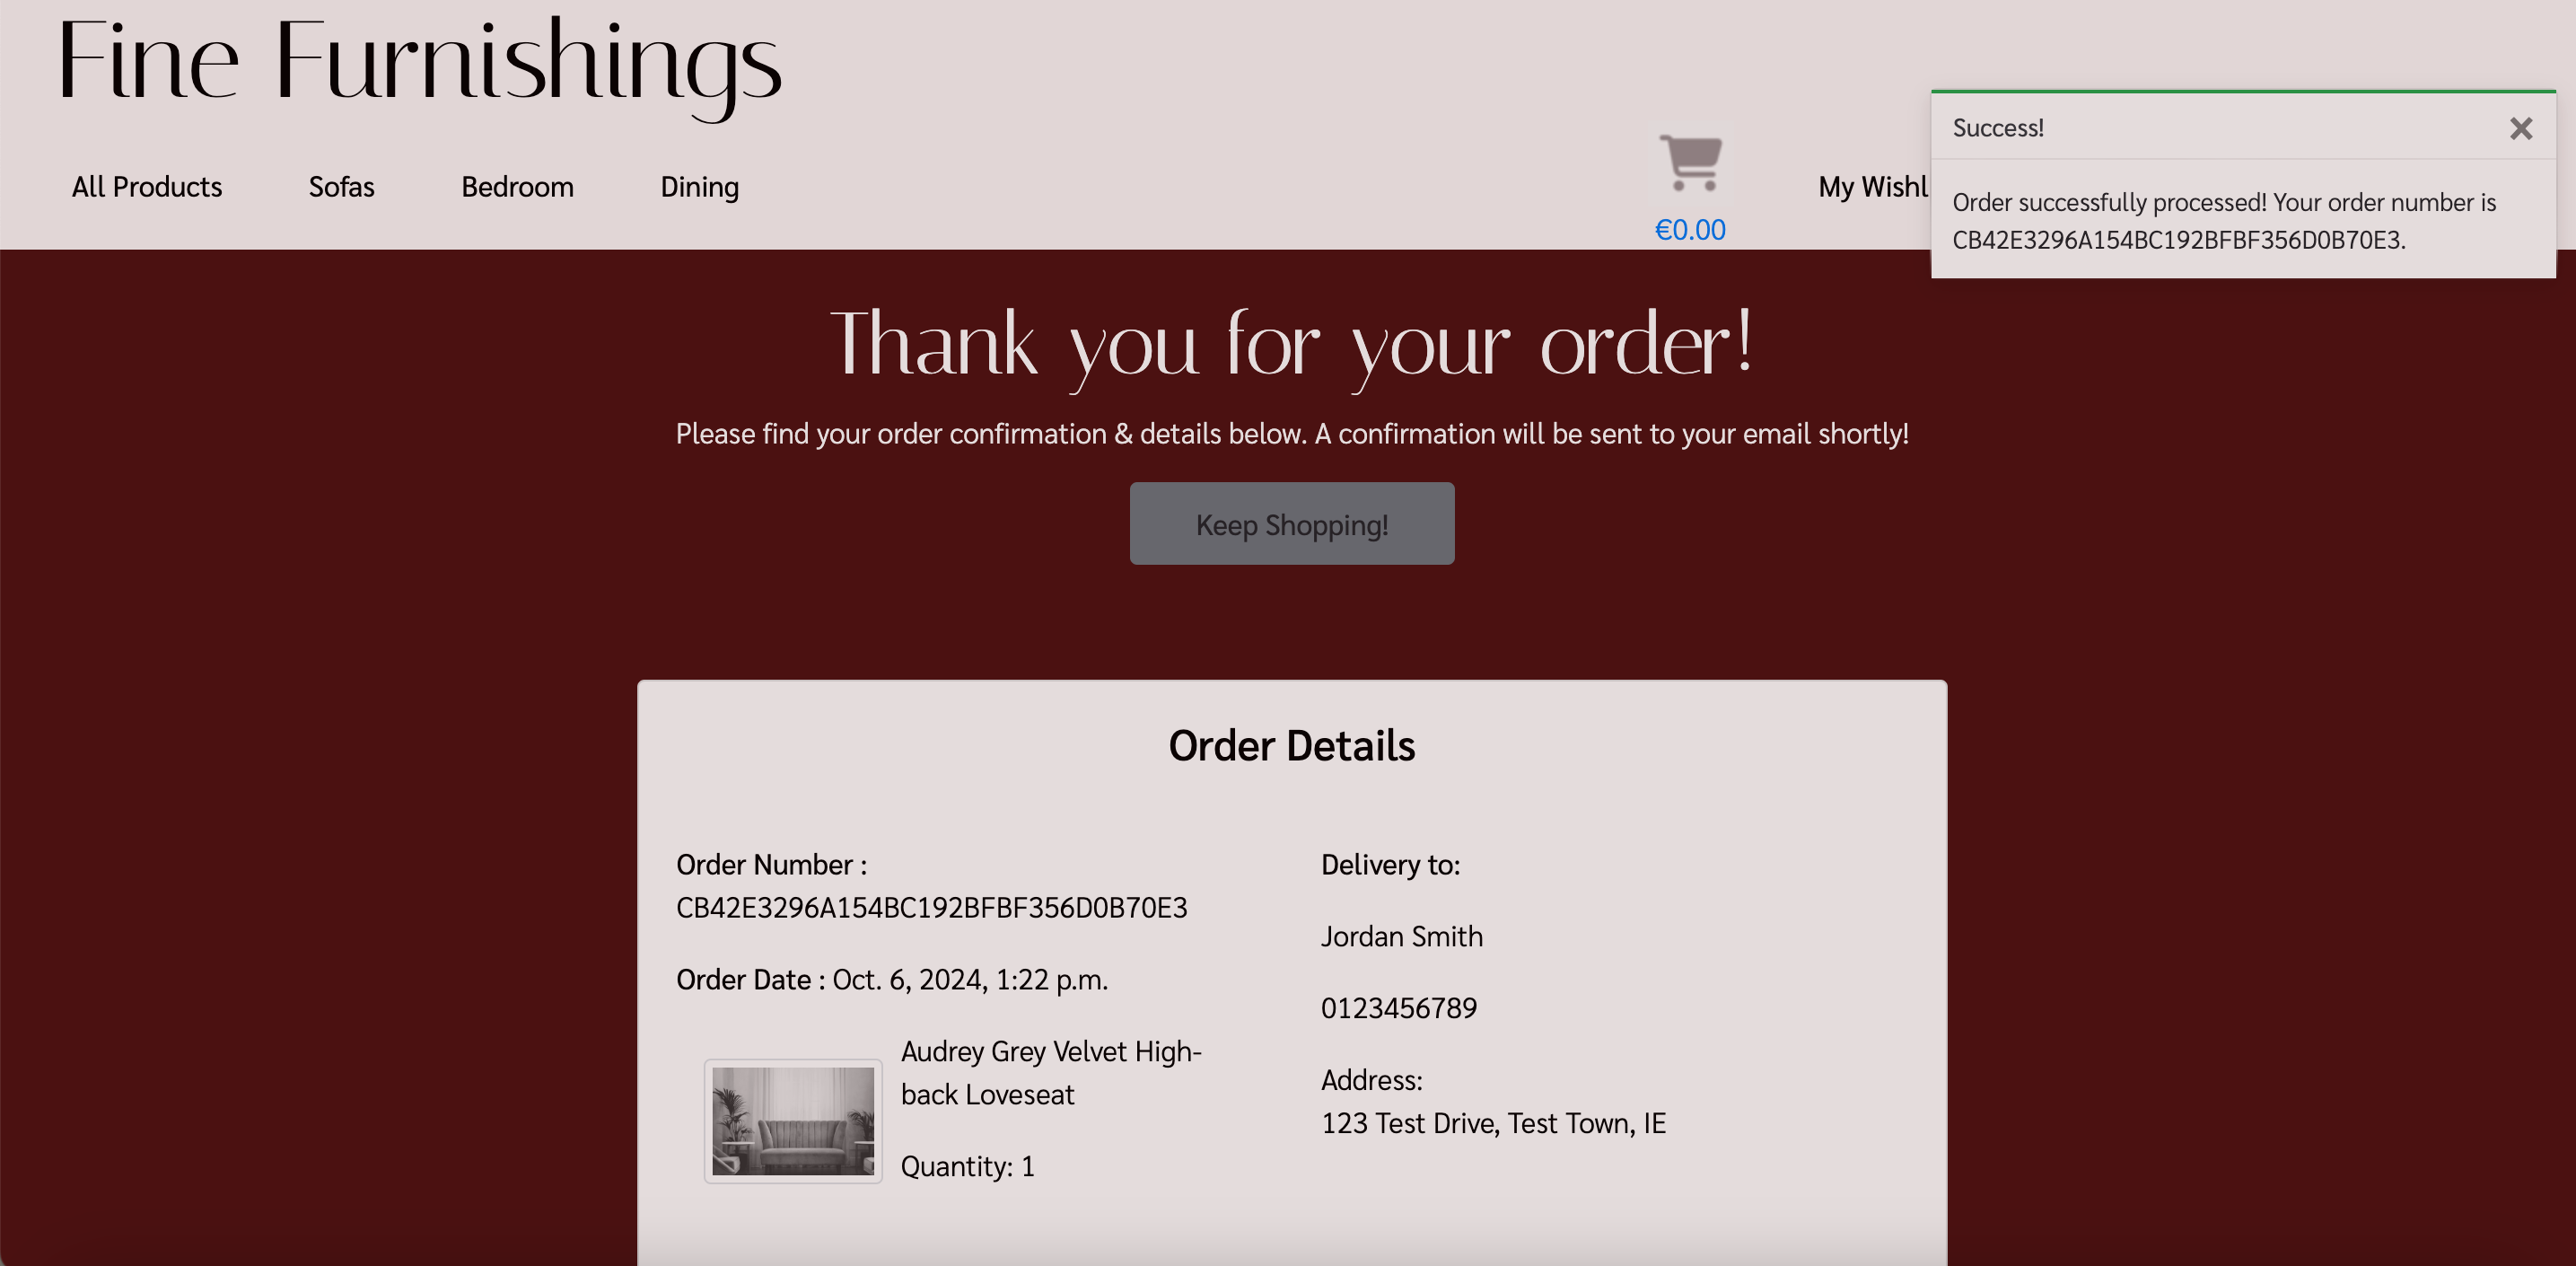 Fine Furnishings
All Products
Sofas
Bedroom
Dining
€0.00
My Wishl
Success!
Order successfully processed! Your order number is
CB42E3296A154BC192BFBF356D0B70E3.
Thank you for your order!
Please find your order confirmation & details below. A confirmation will be sent to your email shortly!
Keep Shopping!
Order Details
Order Number :
CB42E3296A154BC192BFBF356D0B70E3
Order Date : Oct. 6, 2024, 1:22 p.m.
Audrey Grey Velvet High-
back Loveseat
Quantity: 1
Delivery to:
Jordan Smith
0123456789
Address:
123 Test Drive, Test Town, IE